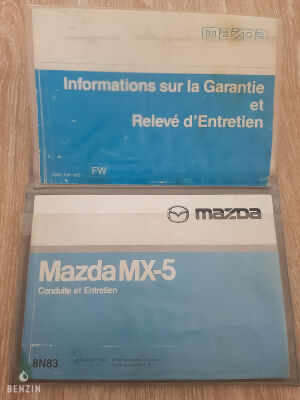 mazda
Informations sur la Garantie
et
Relevé d'Entretien
FW
mazda
Mazda MX-5
Conduite et Entretien
8N83
BENZIN